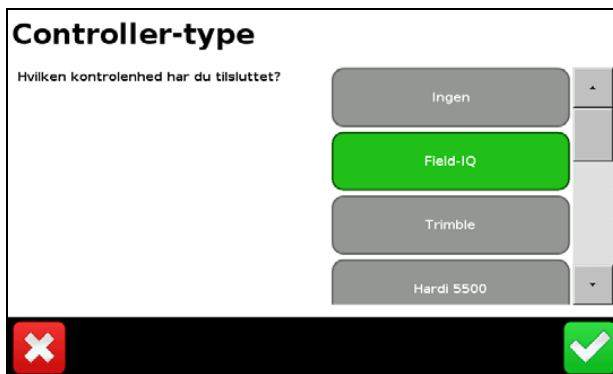 Controller-type
Hvilken kontrolenhed har du tilsluttet?
Ingen
Field-IQ
Trimble
Hardi 5500